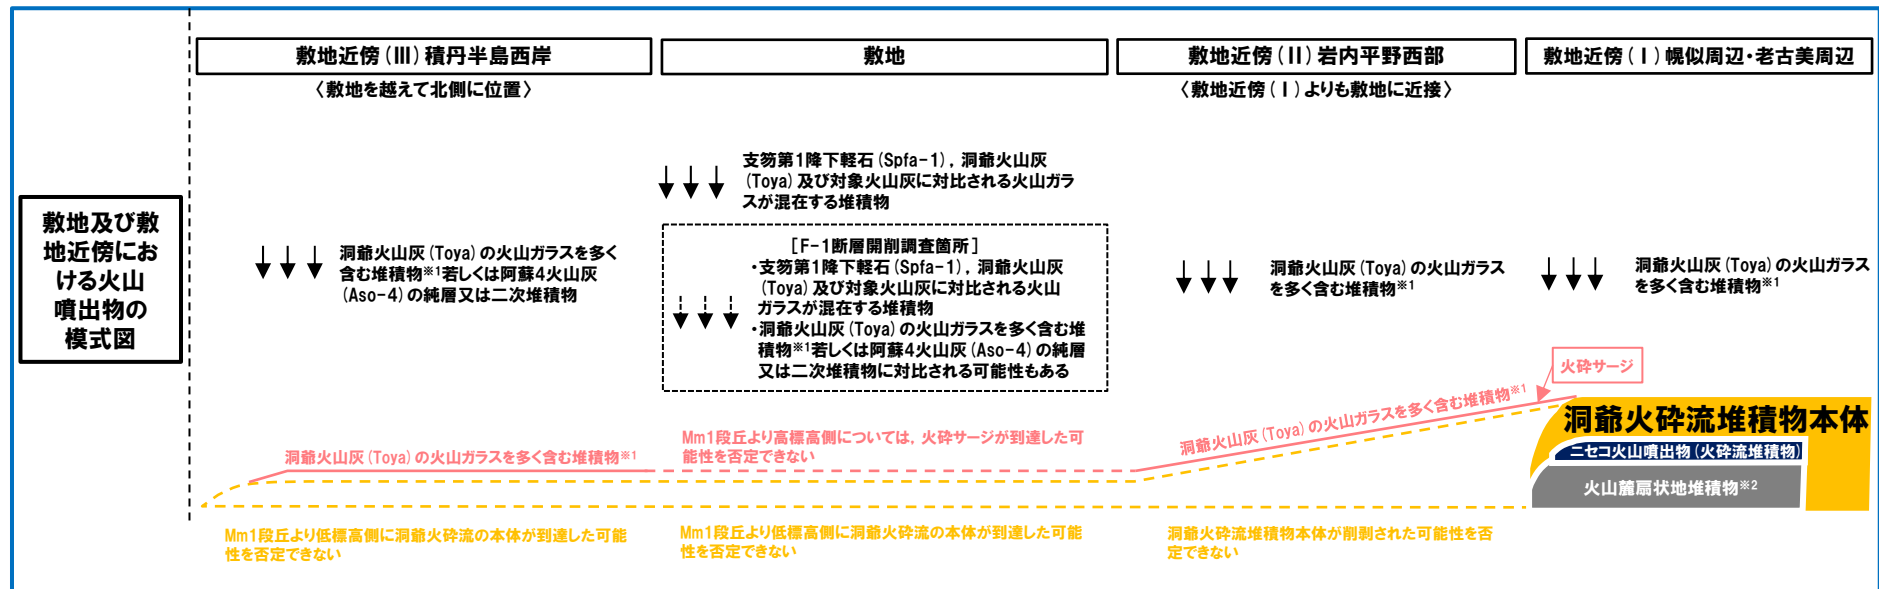 敷地及び敷
地近傍にお
ける火山
噴出物の
模式図
敷地近傍(Ⅲ)積丹半島西岸
〈敷地を越えて北側に位置〉
洞爺火山灰(Toya)の火山ガラスを多く
含む堆積物※1若しくは阿蘇4火山灰
(Aso-4)の純層又は二次堆積物
洞爺火山灰(Toya)の火山ガラスを多く含む堆積物※1
Mm1段丘より低標高側に洞爺火砕流の本体が到達した可能
性を否定できない
敷地
支笏第1降下軽石(Spfa-1),洞爺火山灰
(Toya)及び対象火山灰に対比される火山ガラ
スが混在する堆積物
[F-1断層開削調査箇所]
・支笏第1降下軽石(Spfa-1),洞爺火山灰
(Toya)及び対象火山灰に対比される火山
ガラスが混在する堆積物
・洞爺火山灰(Toya)の火山ガラスを多く含む堆
積物※1若しくは阿蘇4火山灰(Aso-4)の純層
又は二次堆積物に対比される可能性もある
Mm1段丘より高標高側については,火砕サージが到達した可
能性を否定できない
Mm1段丘より低標高側に洞爺火砕流の本体が到達した可能
性を否定できない
敷地近傍(Ⅱ)岩内平野西部
〈敷地近傍(Ⅰ)よりも敷地に近接〉
洞爺火山灰(Toya)の火山ガラス
を多く含む堆積物※1
洞爺火山灰(Toya)の火山ガラスを多く含む堆積物※1
洞爺火砕流堆積物本体が削剥された可能性を否
定できない
敷地近傍(Ⅰ)幌似周辺・老古美周辺
洞爺火山灰(Toya)の火山ガラス
を多く含む堆積物※1
火砕サージ
洞爺火砕流堆積物本体
ニセコ火山噴出物(火砕流堆積物)
火山麓扇状地堆積物※2